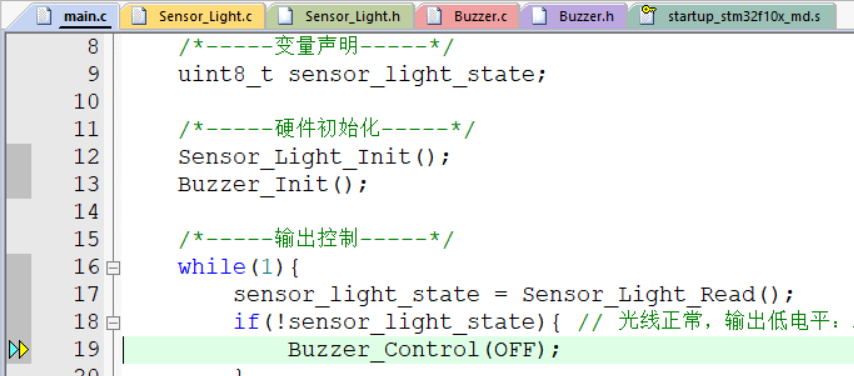 main.c Sensor_Light.c Sensor_Light.h Buzzer.c Buzzer.h startup_stm32f10x_md.s
8 /*-----变量声明-----*/
9 uint8_t sensor_light_state;
10
11 /*-----硬件初始化-----*/
12 Sensor_Light_Init();
13 Buzzer_Init();
14
15 /*-----输出控制-----*/
16 while(1){
17 sensor_light_state = Sensor_Light_Read();
18 if(!sensor_light_state){ // 光线正常，输出低电平：
19 Buzzer_Control(OFF);
20 }